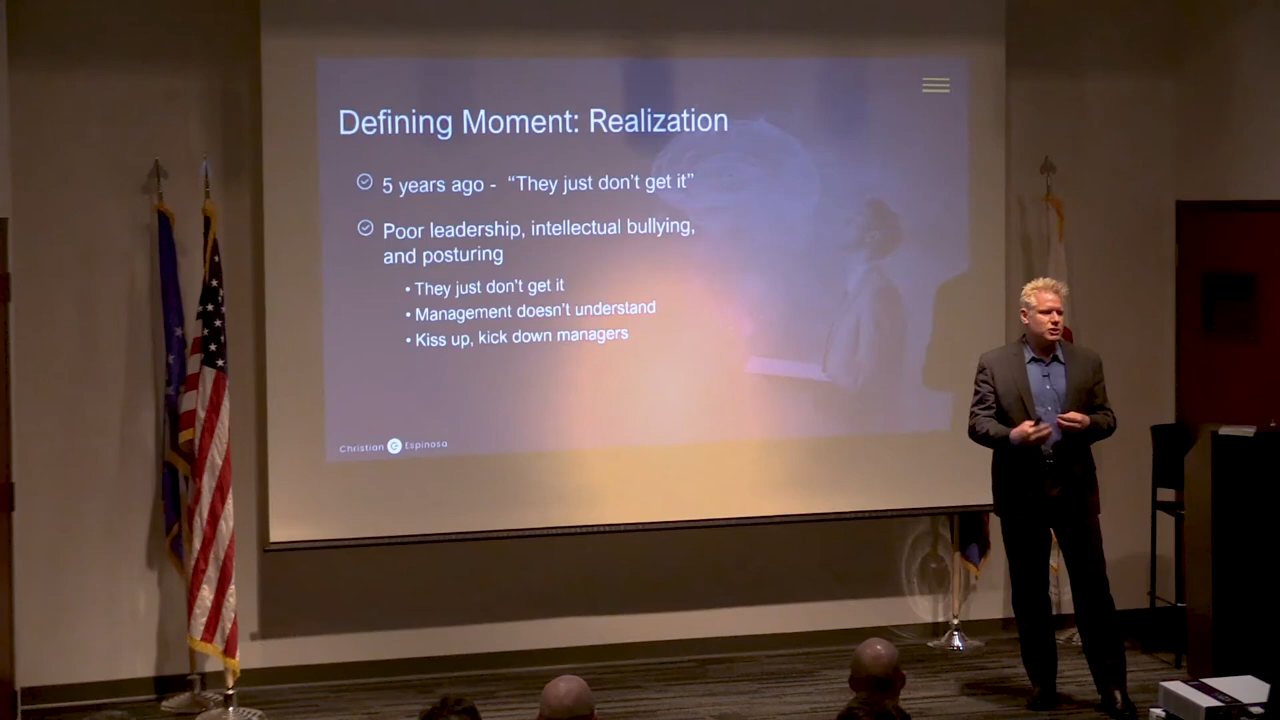 Defining Moment: Realization
5 years ago - “They just don’t get it”
Poor leadership, intellectual bullying,
and posturing
• They just don’t get it
• Management doesn’t understand
• Kiss up, kick down managers
Christian Espinosa